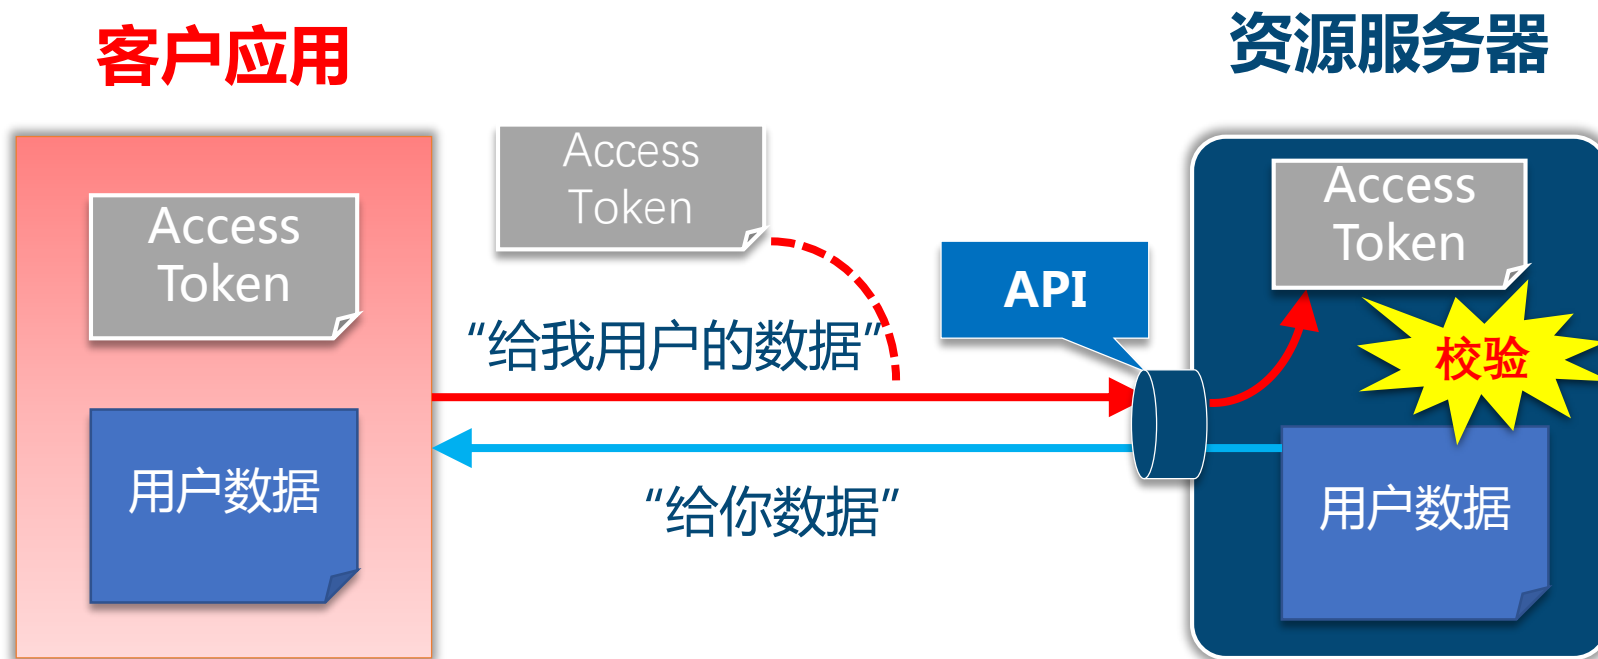 客户应用
资源服务器
Access
Token
Access
Token
Access
Token
API
“给我用户的数据”
校验
用户数据
“给你数据”
用户数据